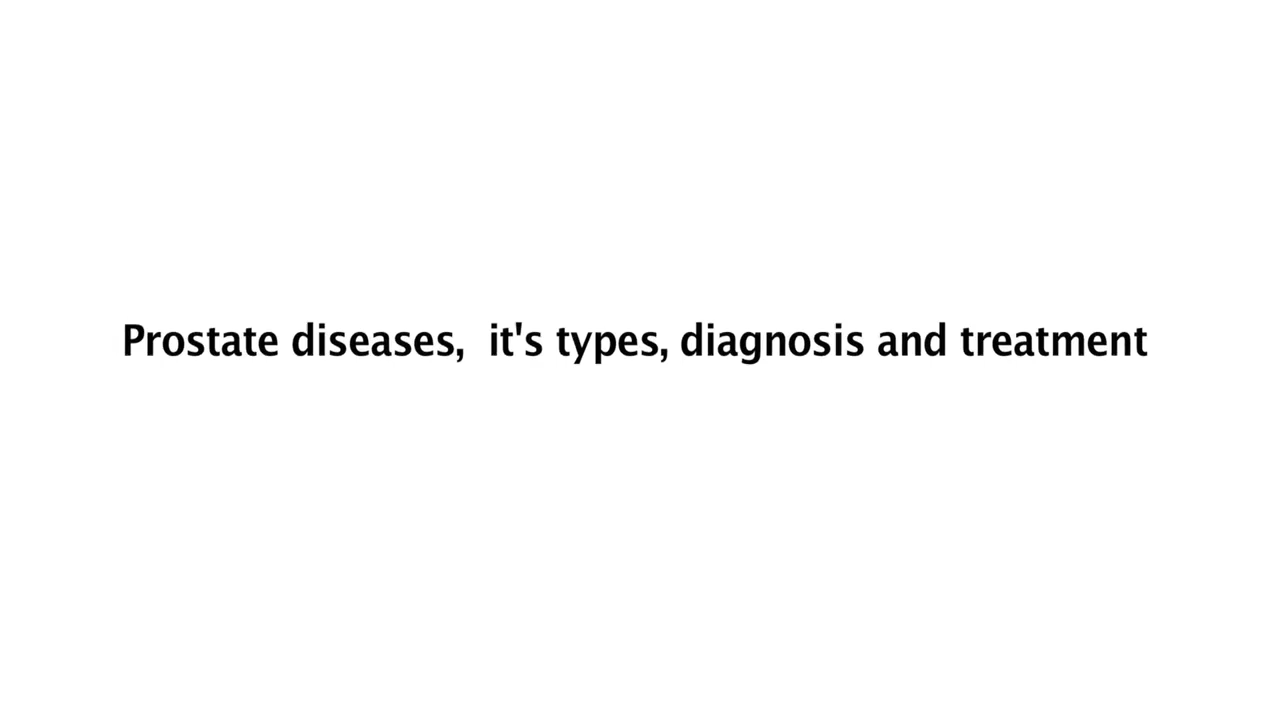 Prostate diseases,  it's types, diagnosis and treatment